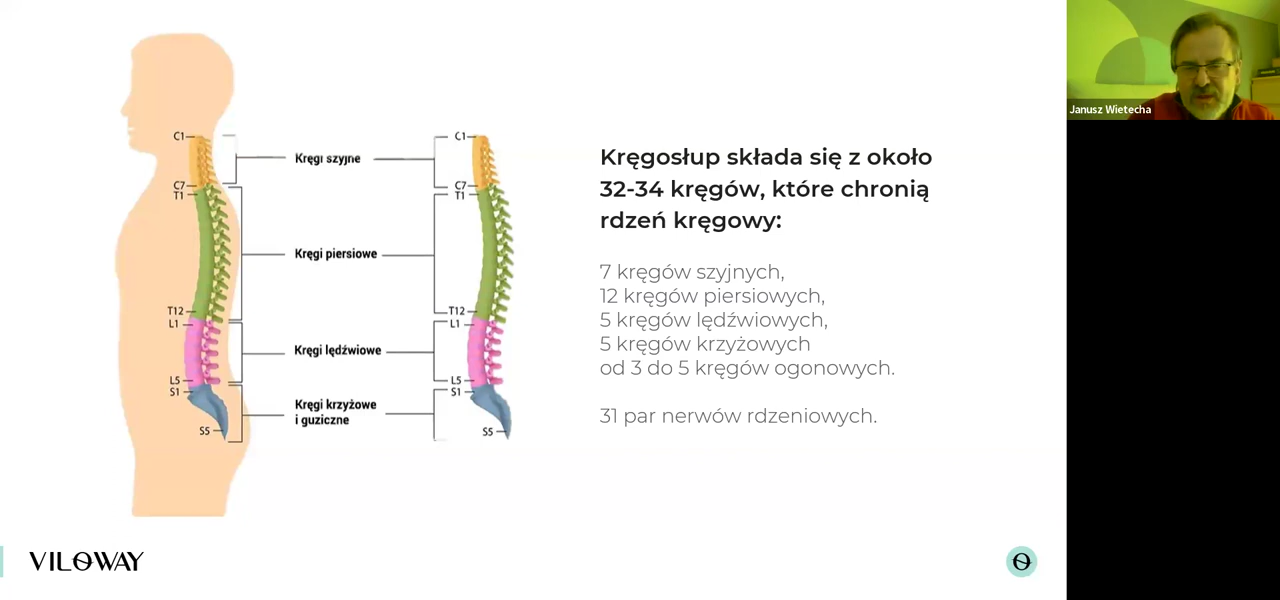 C1
C7
T1
T12
L1
L5
S1
S5
Kręgi szyjne
Kręgi piersiowe
Kręgi lędźwiowe
Kręgi krzyżowe
i guziczne
C1
C7
T1
T12
L1
L5
S1
S5
Kręgosłup składa się z około
32-34 kręgów, które chronią
rdzeń kręgowy:
7 kręgów szyjnych,
12 kręgów piersiowych,
5 kręgów lędźwiowych,
5 kręgów krzyżowych
od 3 do 5 kręgów ogonowych.
31 par nerwów rdzeniowych.
VILOWAY
Janusz Wietecha